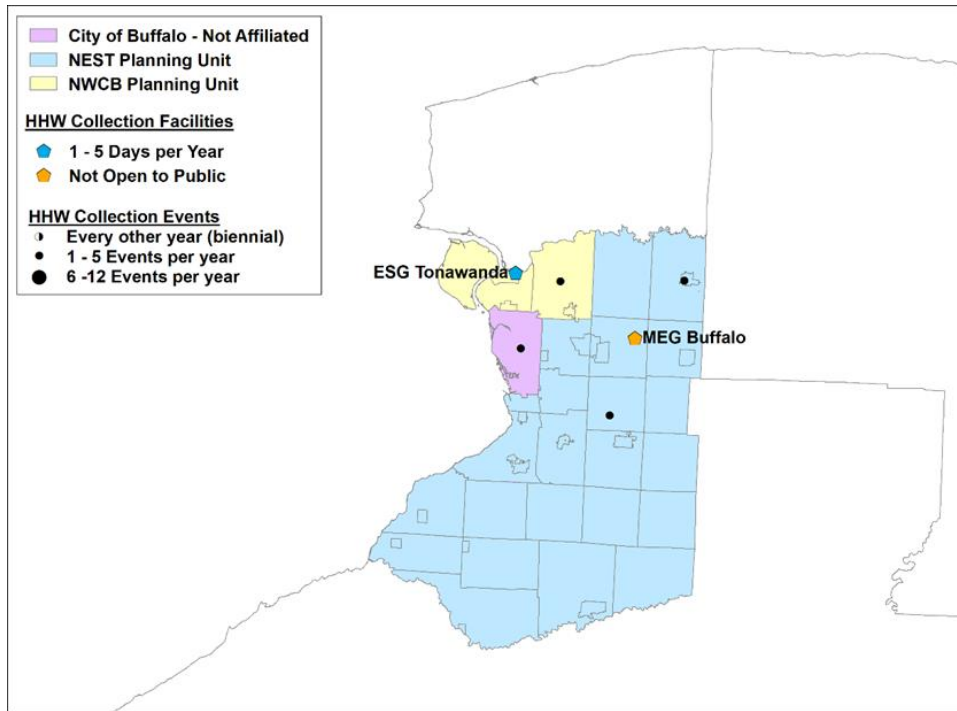 City of Buffalo - Not Affiliated
NEST Planning Unit
NWCB Planning Unit
HHW Collection Facilities
1 - 5 Days per Year
Not Open to Public
HHW Collection Events
Every other year (biennial)
1 - 5 Events per year
6 -12 Events per year
ESG Tonawanda
MEG Buffalo